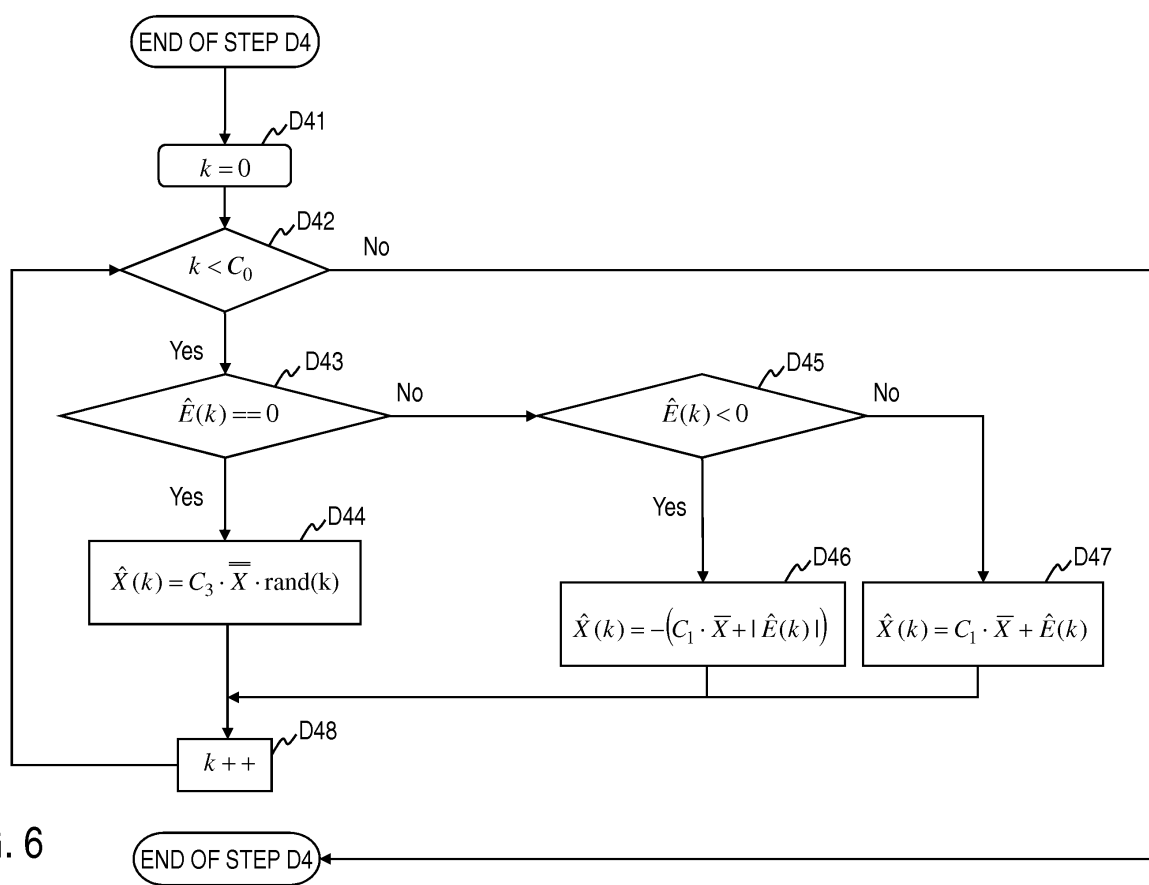 END OF STEP D4
D41
k = 0
D42
k < C₀
No
Yes
D43
Ê(k) == 0
No
D45
Ê(k) < 0
No
Yes
D44
X̂(k) = C₃ · X̿ · rand(k)
Yes
D46
X̂(k) = −(C₁ · X̅ + | Ê(k) |)
D47
X̂(k) = C₁ · X̅ + Ê(k)
D48
k + +
. 6
END OF STEP D4